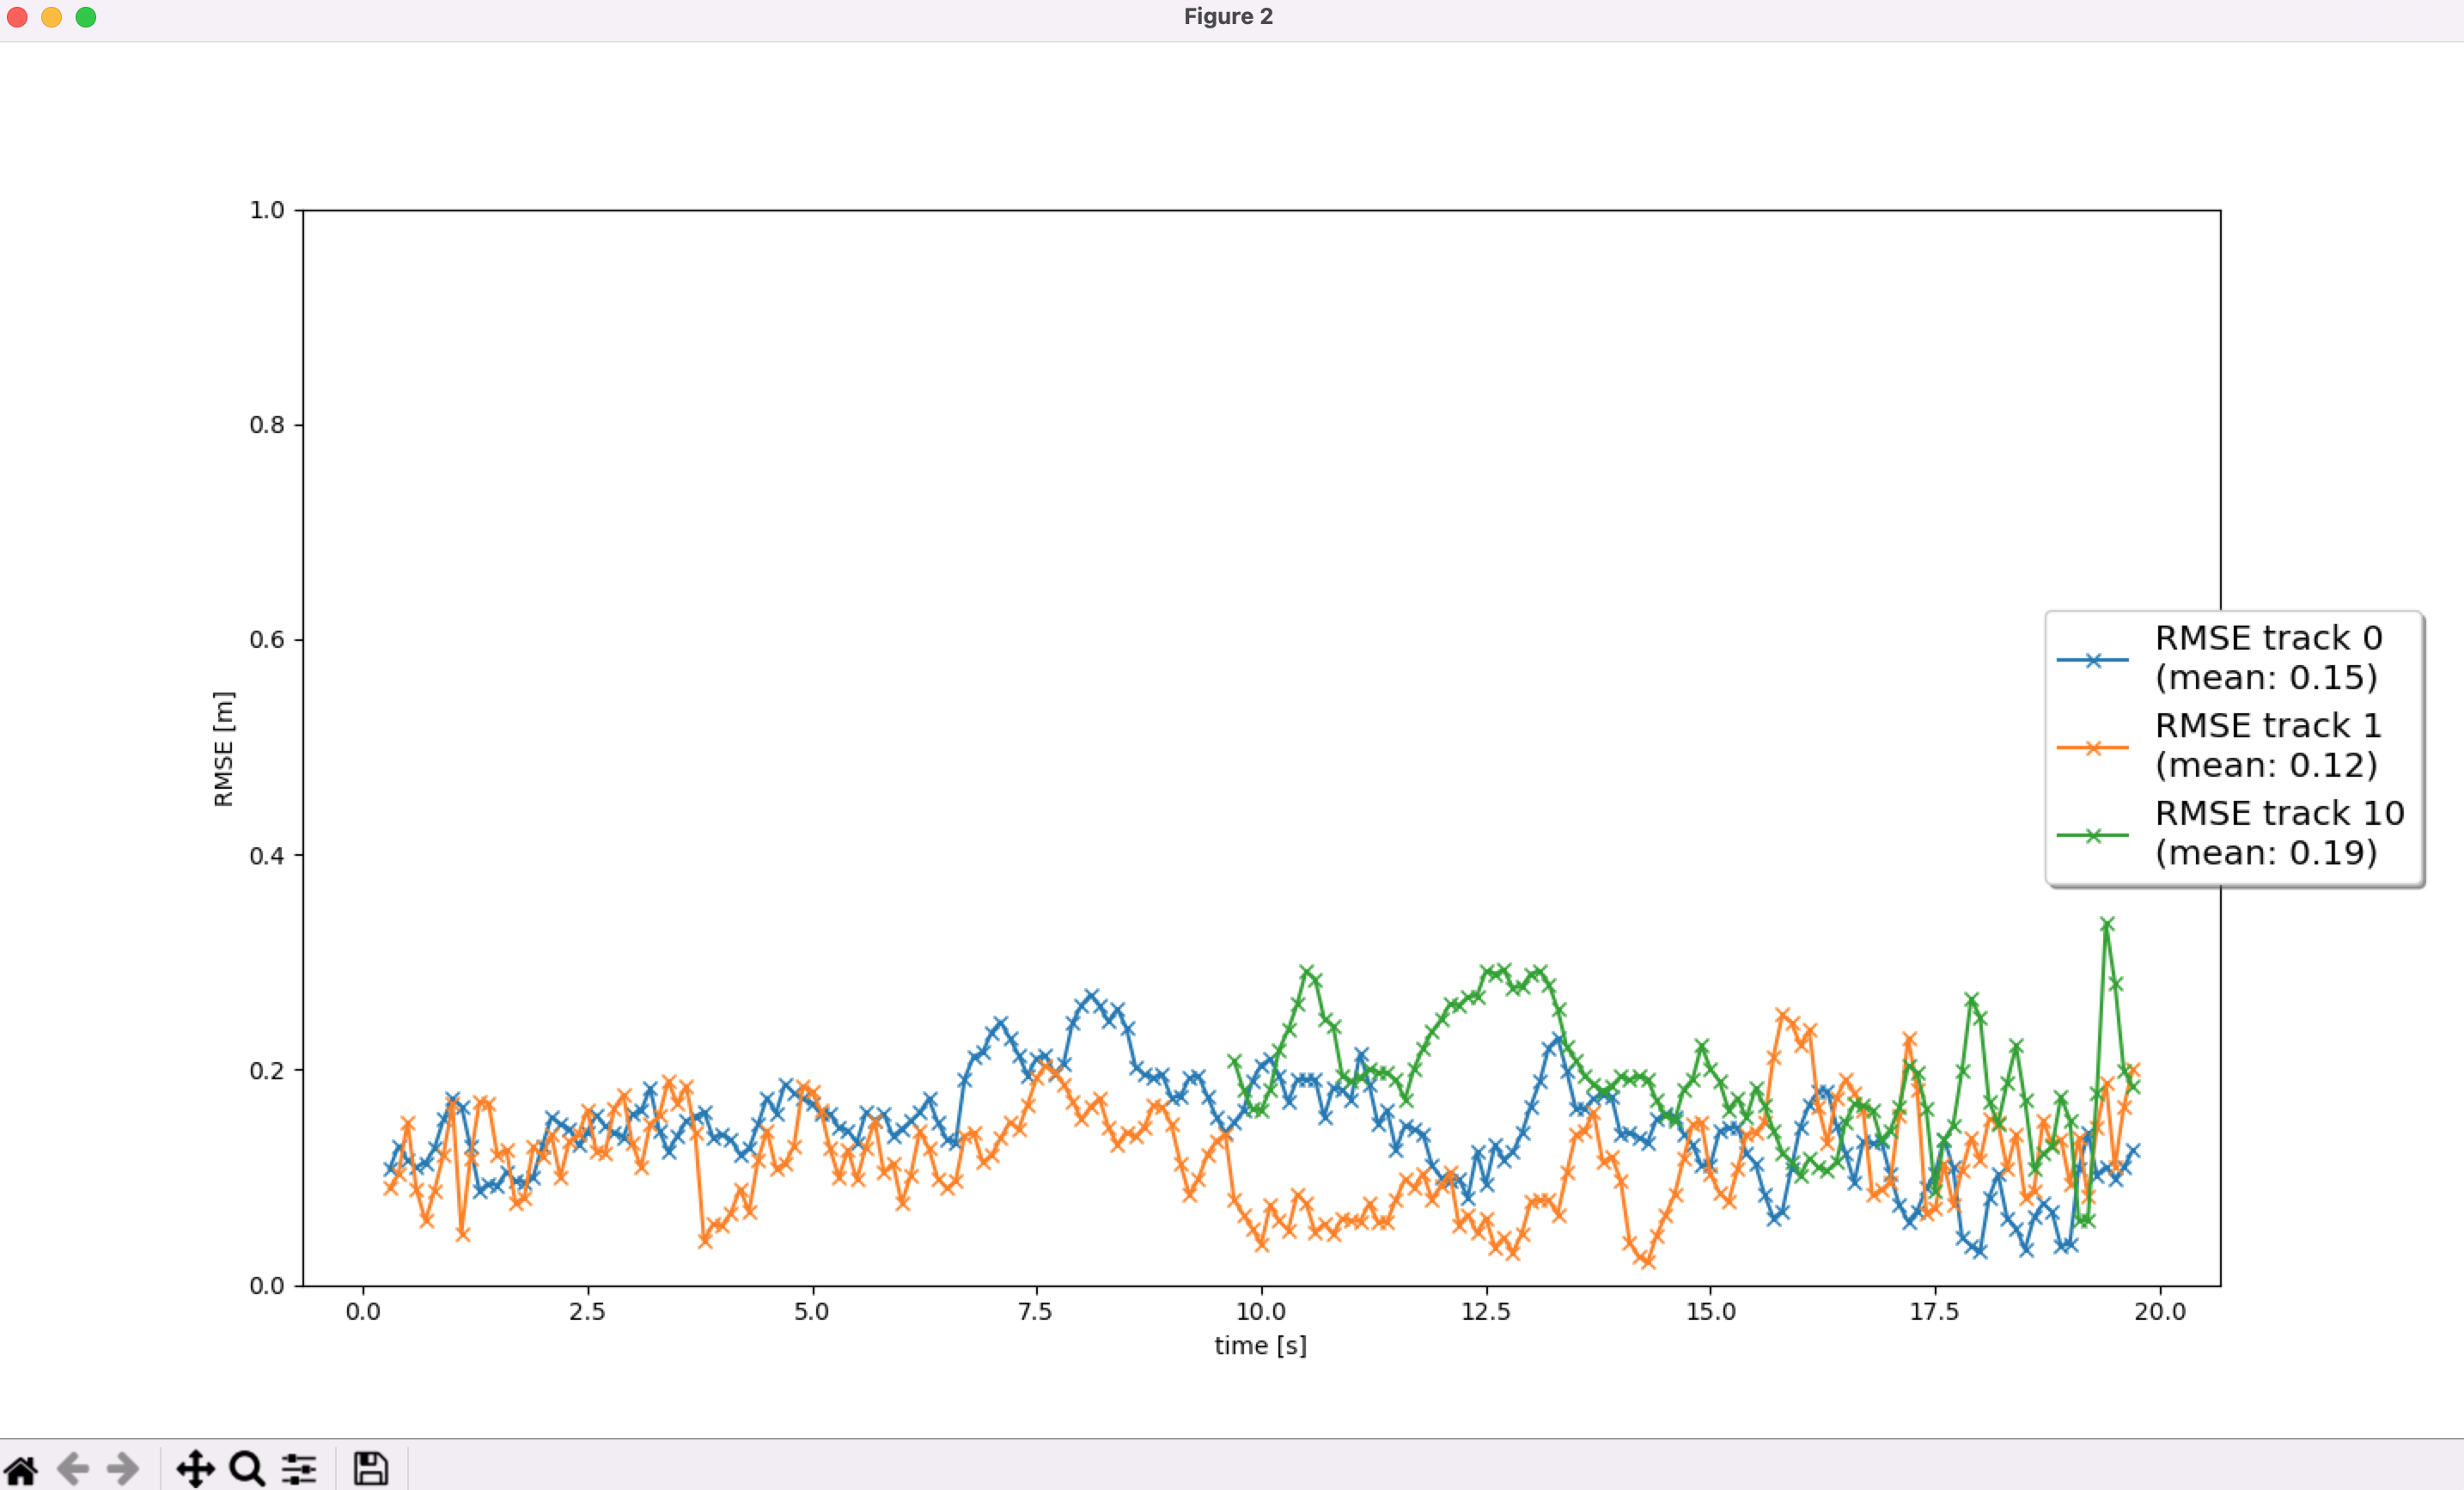 Figure 2
1.0
0.8
0.6
0.4
0.2
0.0
RMSE [m]
0.0 2.5 5.0 7.5 10.0 12.5 15.0 17.5 20.0
time [s]
RMSE track 0
(mean: 0.15)
RMSE track 1
(mean: 0.12)
RMSE track 10
(mean: 0.19)